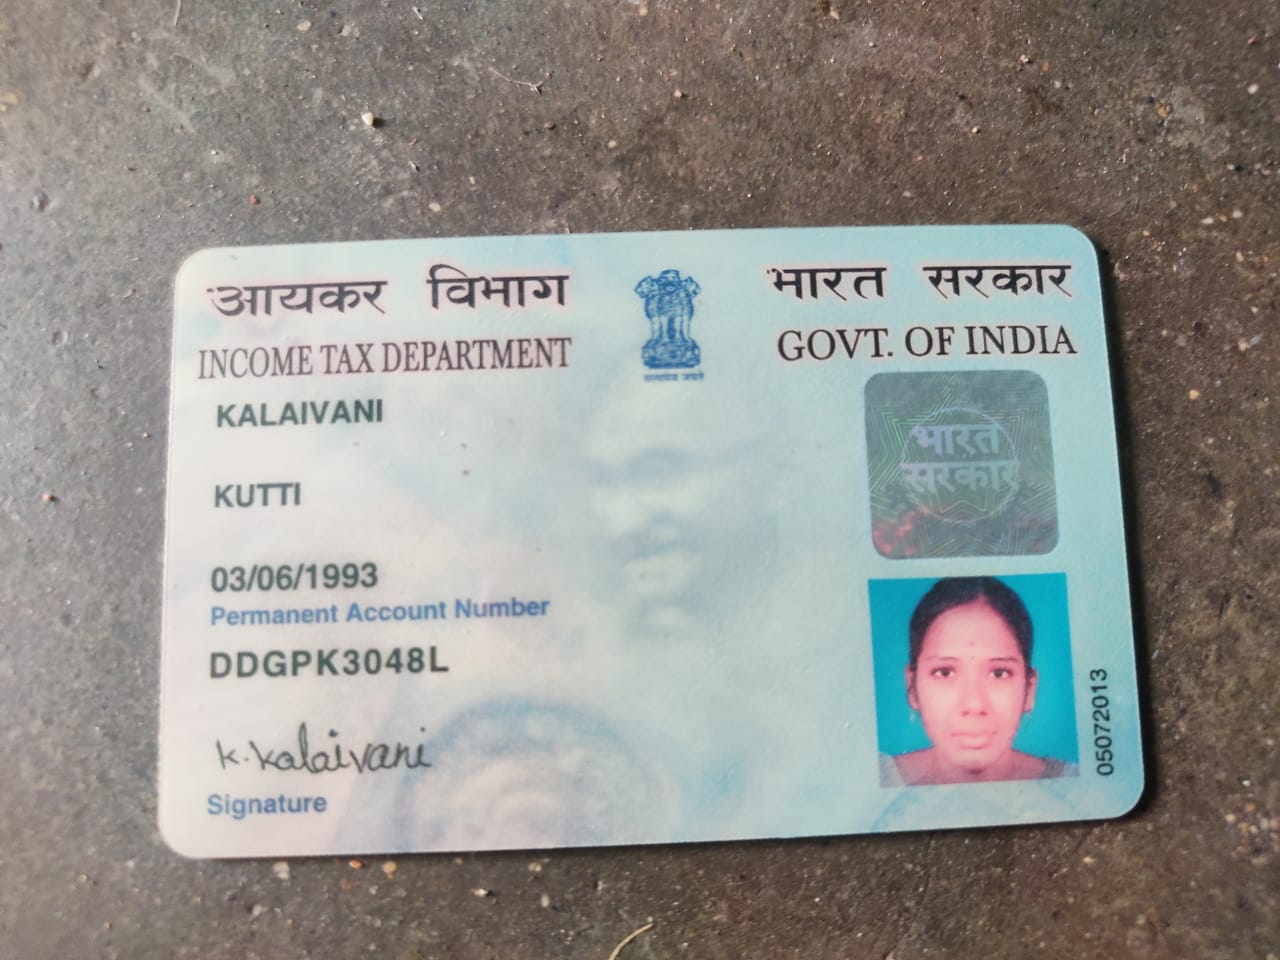 आयकर विभाग
INCOME TAX DEPARTMENT
भारत सरकार
GOVT. OF INDIA
सत्यमेव जयते
KALAIVANI
KUTTI
03/06/1993
Permanent Account Number
DDGPK3048L
K. Kalaivani
Signature
भारत
सरकार
05072013